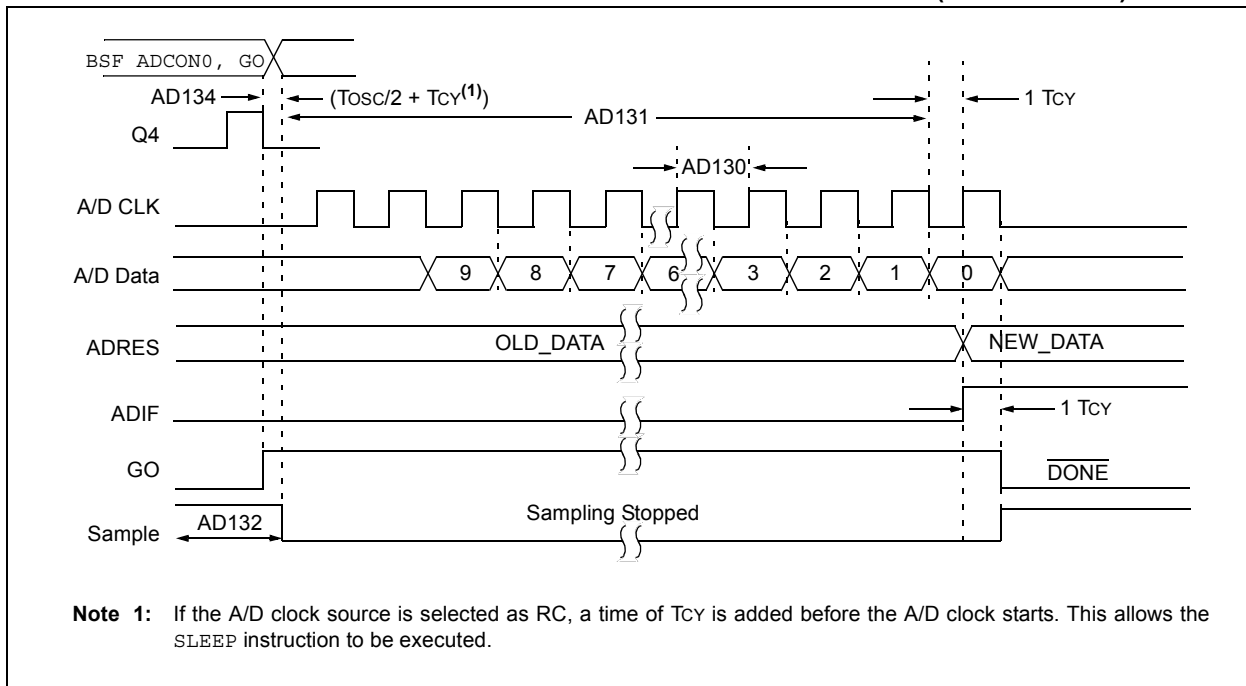 BSF ADCON0, GO
AD134
(TOSC/2 + TCY(1))
1 TCY
AD131
Q4
AD130
A/D CLK
A/D Data
9
8
7
6
3
2
1
0
ADRES
OLD_DATA
NEW_DATA
ADIF
1 TCY
GO
DONE
Sample
AD132
Sampling Stopped
Note 1: If the A/D clock source is selected as RC, a time of TCY is added before the A/D clock starts. This allows the
SLEEP instruction to be executed.